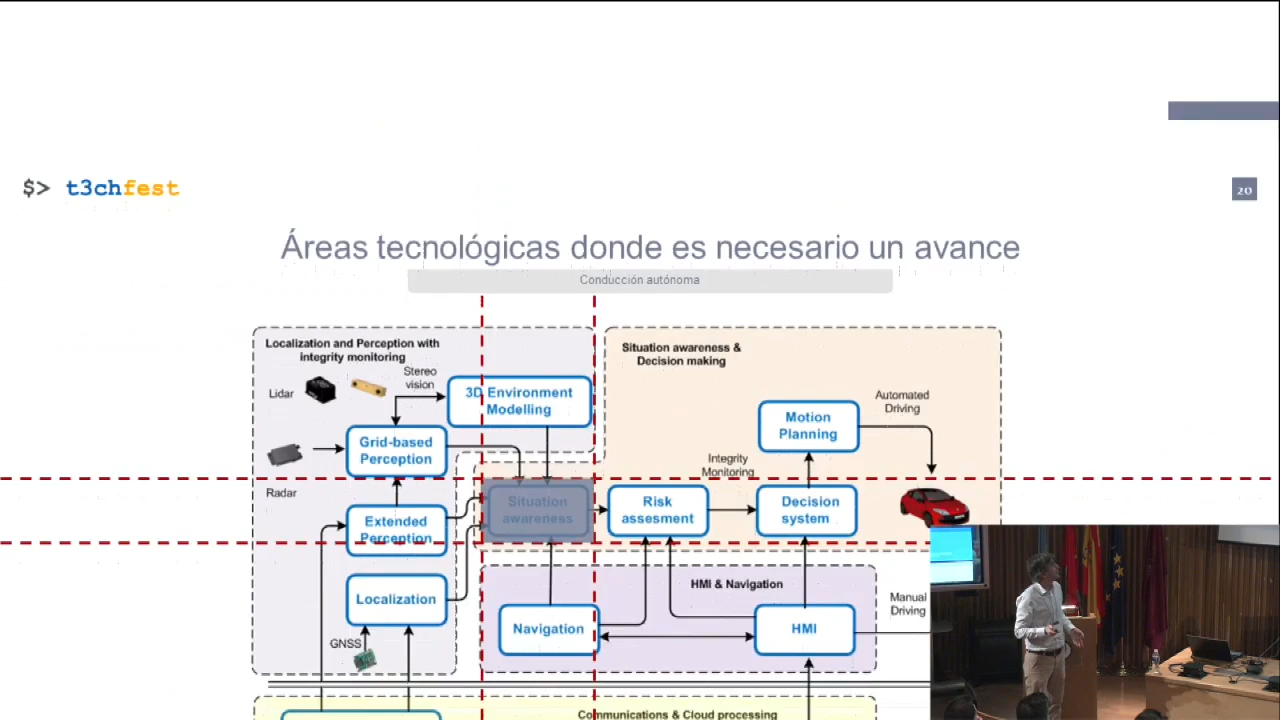 $> t3chfest
20
Áreas tecnológicas donde es necesario un avance
Conducción autónoma
Localization and Perception with
integrity monitoring
Situation awareness &
Decision making
Stereo
vision
Lidar
3D Environment
Modelling
Automated
Driving
Motion
Planning
Grid-based
Perception
Integrity
Monitoring
Radar
Situation
awareness
Risk
assesment
Decision
system
Extended
Perception
HMI & Navigation
Localization
Manual
Driving
Navigation
HMI
GNSS
Communications & Cloud processing